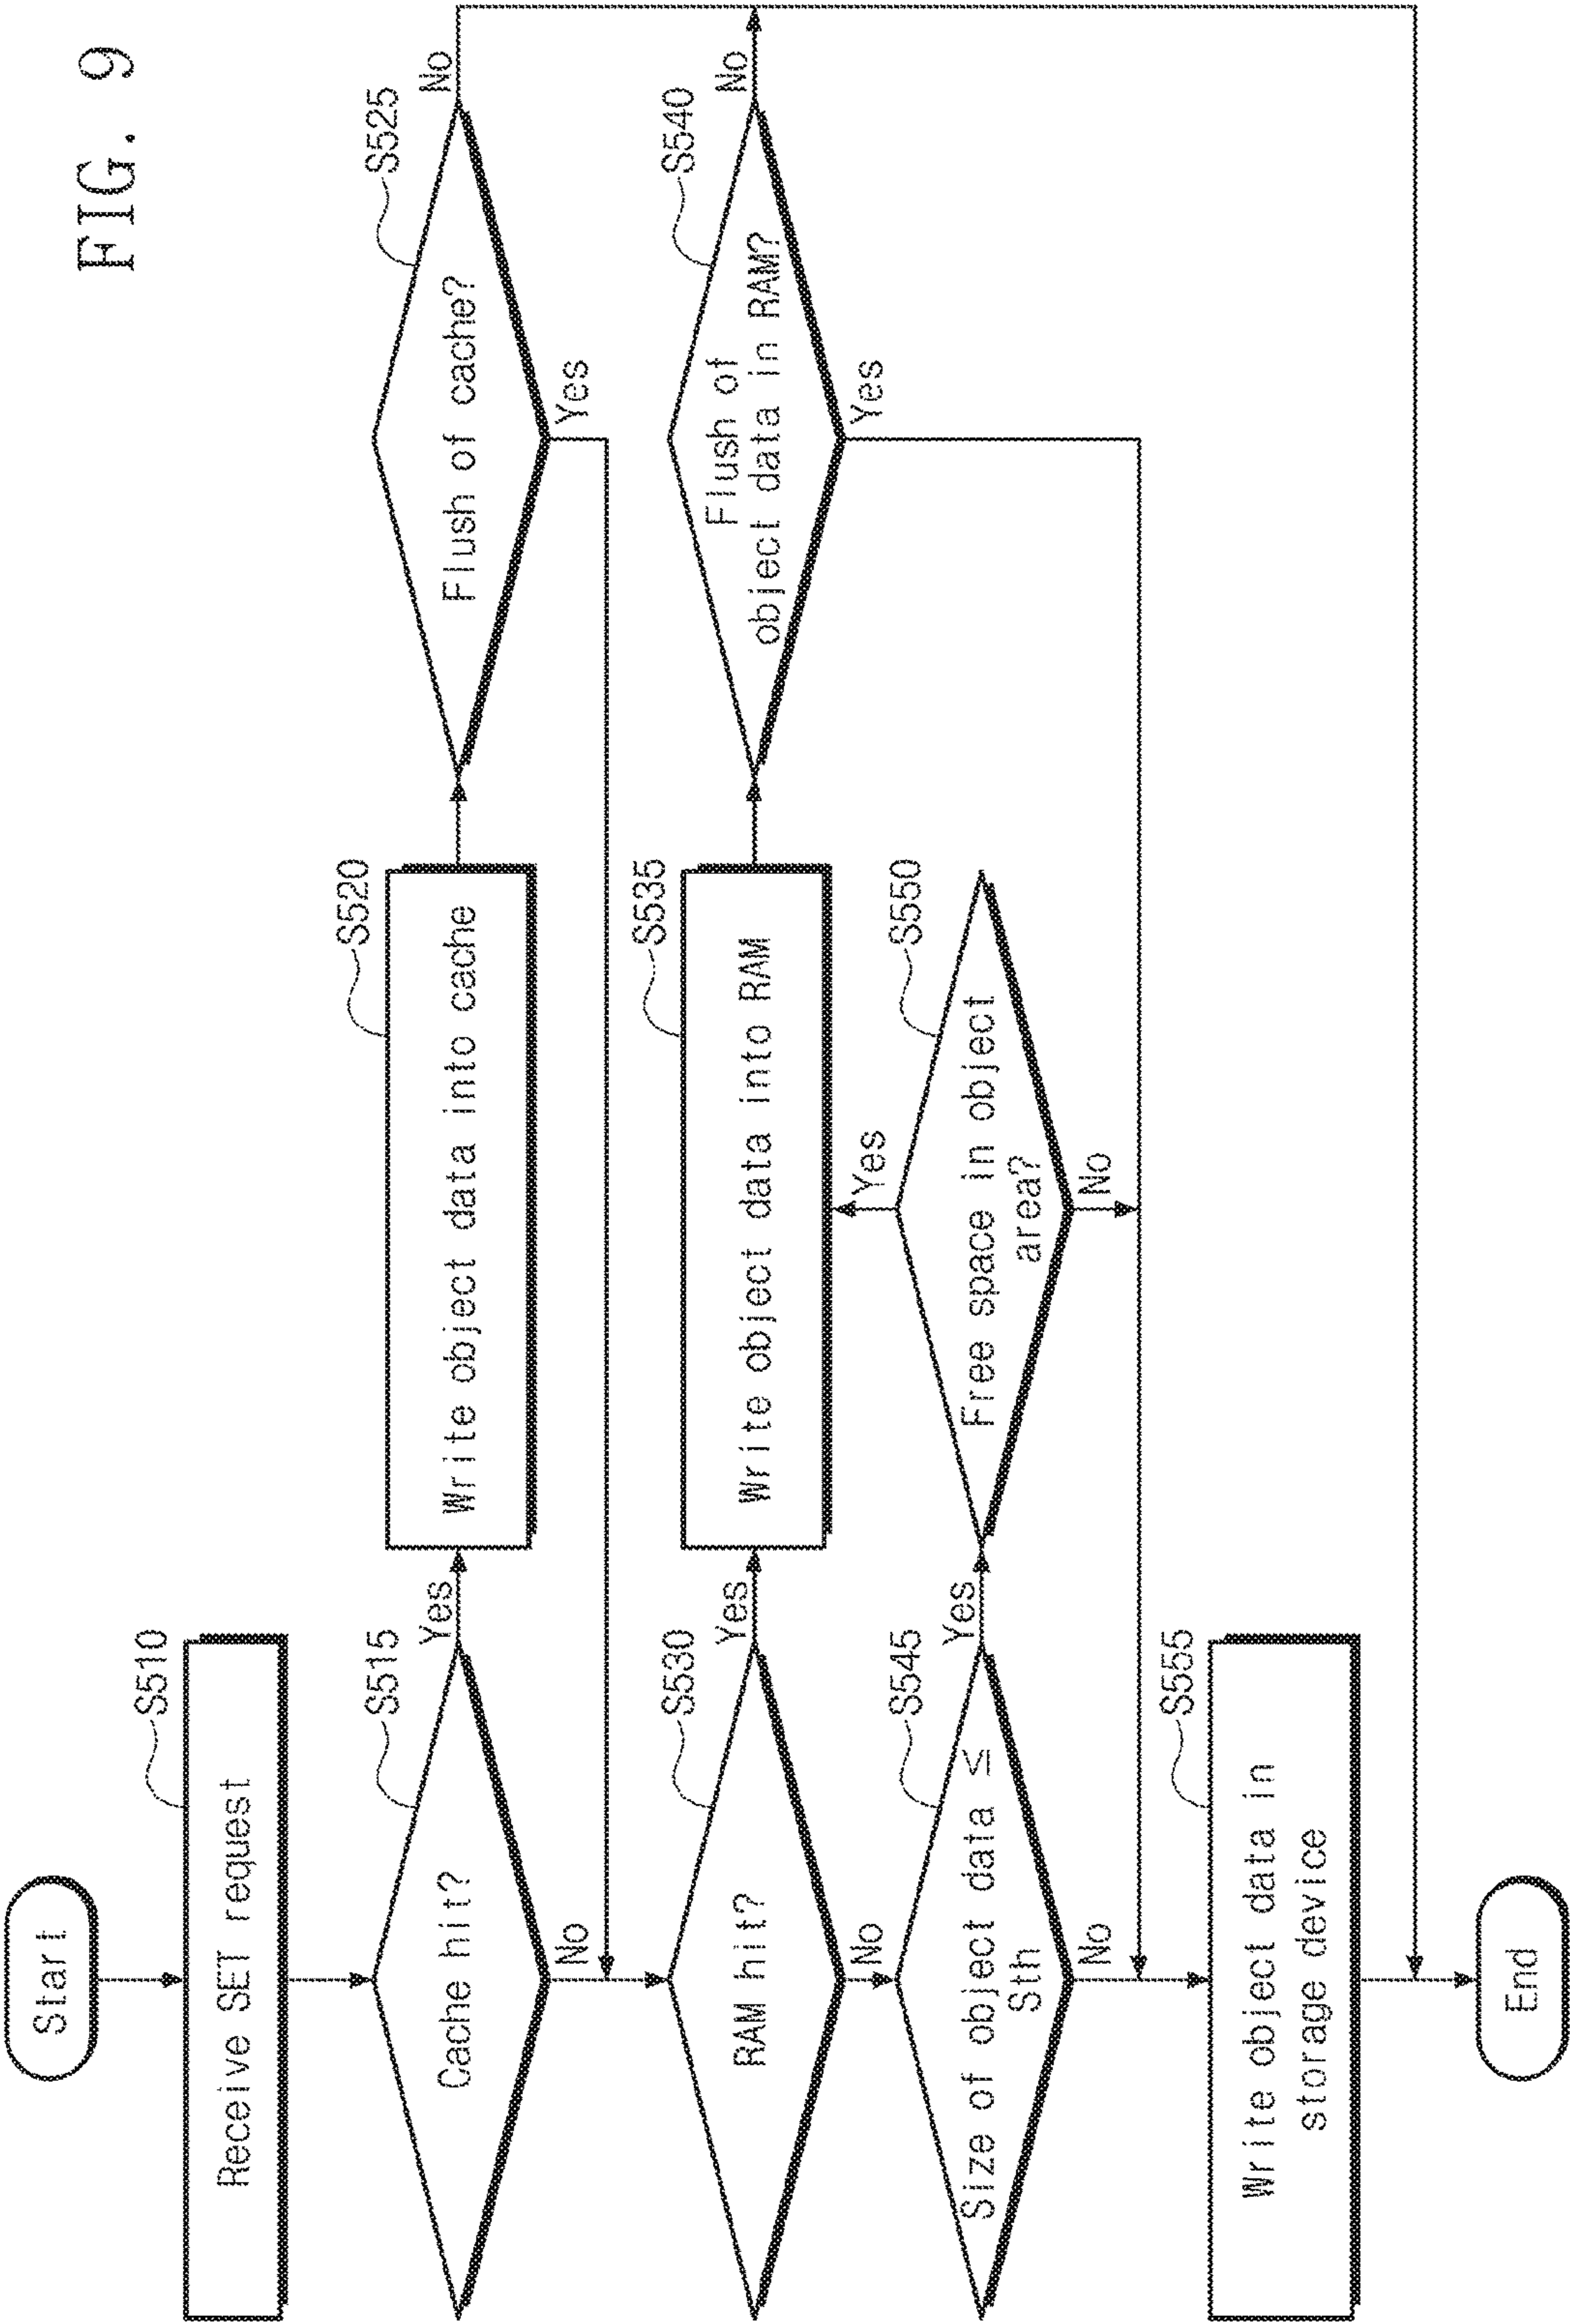 FIG. 9
Start
S510
Receive SET request
S515
Cache hit?
Yes
No
S520
Write object data into cache
S525
Flush of cache?
No
Yes
S530
RAM hit?
Yes
No
S535
Write object data into RAM
S540
Flush of
object data in RAM?
No
Yes
S545
Size of object data ≤
Sth
Yes
No
S550
Free space in object
area?
Yes
No
S555
Write object data in
storage device
End